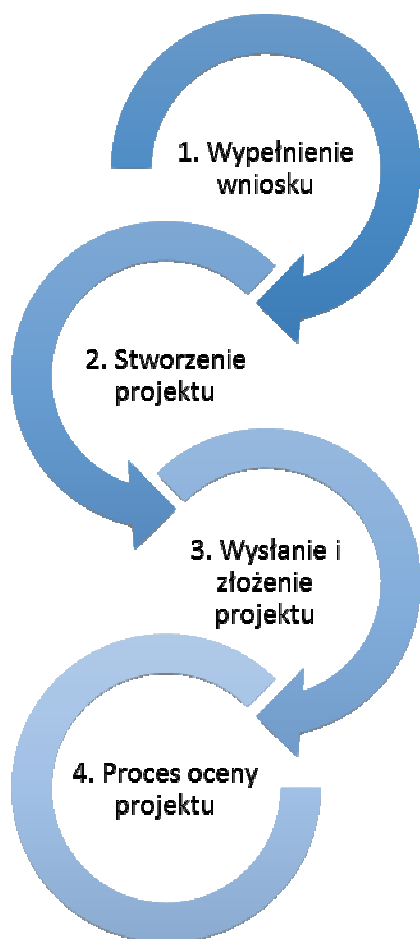 1. Wypełnienie
wniosku
2. Stworzenie
projektu
3. Wysłanie i
złożenie
projektu
4. Proces oceny
projektu